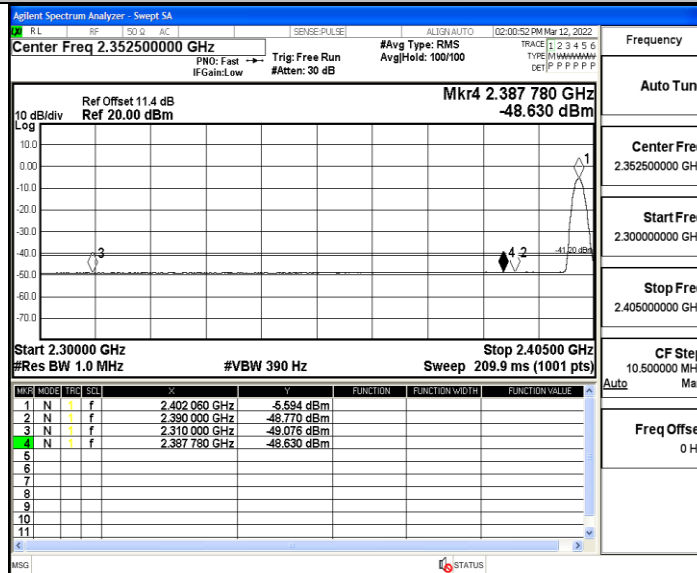 Agilent Spectrum Analyzer - Swept SA
RL RF 50 Ω AC SENSE:PULSE ALIGN AUTO 02:00:52 PM Mar 12, 2022
Center Freq 2.352500000 GHz
PNO: Fast
IFGain:Low
Trig: Free Run
#Atten: 30 dB
#Avg Type: RMS
Avg|Hold: 100/100
TRACE 1 2 3 4 5 6
TYPE M W W W W W
DET P P P P P P
Ref Offset 11.4 dB
10 dB/div Ref 20.00 dBm
Log
Mkr4 2.387 780 GHz
-48.630 dBm
10.0
0.00
-10.0
-20.0
-30.0
-40.0
-50.0
-60.0
-70.0
1
3
4 2
-41.20 dBm
Start 2.30000 GHz Stop 2.40500 GHz
#Res BW 1.0 MHz #VBW 390 Hz Sweep 209.9 ms (1001 pts)
MKR MODE TRC SCL X Y FUNCTION FUNCTION WIDTH FUNCTION VALUE
1 N 1 f 2.402 060 GHz -5.594 dBm
2 N 1 f 2.390 000 GHz -48.770 dBm
3 N 1 f 2.310 000 GHz -49.076 dBm
4 N 1 f 2.387 780 GHz -48.630 dBm
5
6
7
8
9
10
11
MSG STATUS
Frequency
Auto Tun
Center Fre
2.352500000 GH
Start Fre
2.300000000 GH
Stop Fre
2.405000000 GH
CF Ste
10.500000 MH
Auto Ma
Freq Offse
0 H